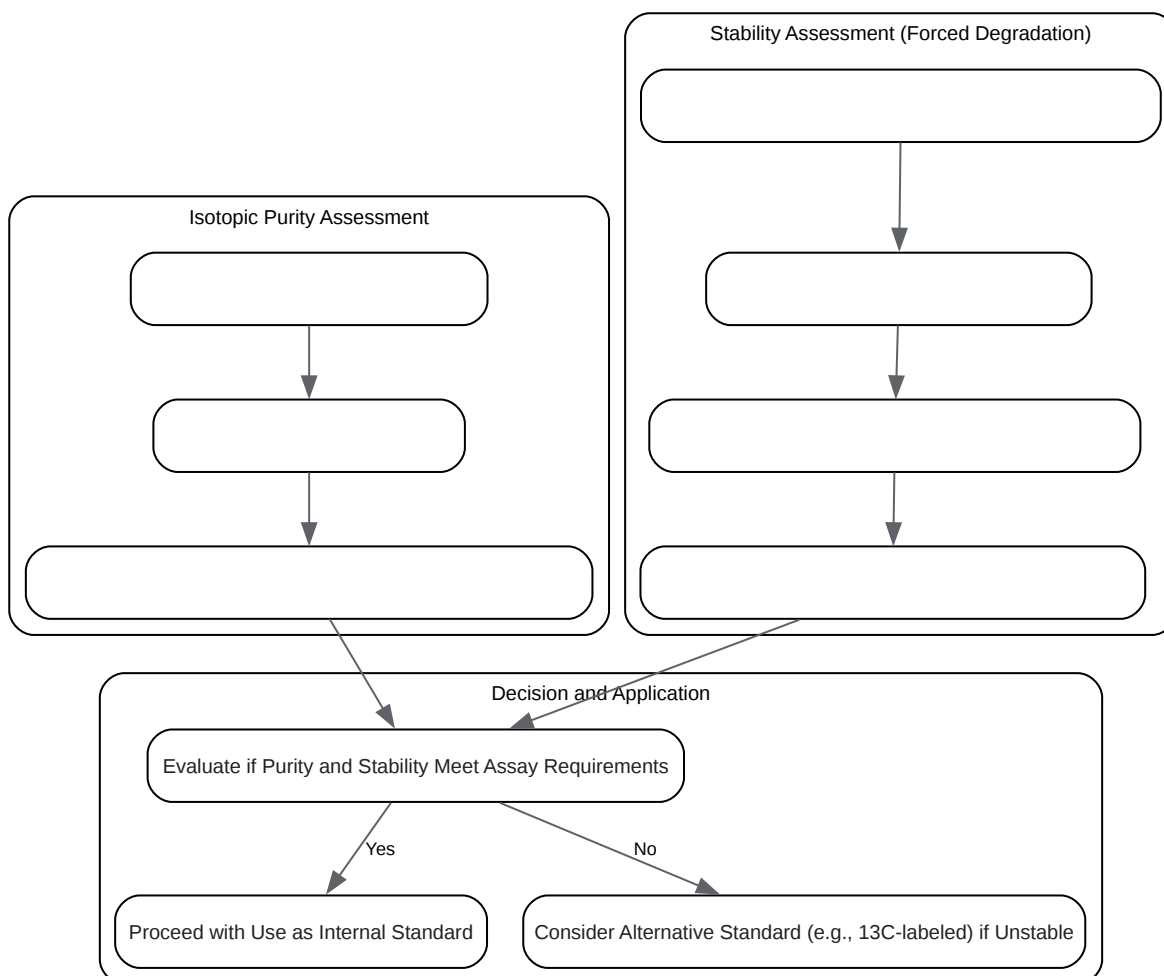 Stability Assessment (Forced Degradation)
Isotopic Purity Assessment
Decision and Application
Evaluate if Purity and Stability Meet Assay Requirements
Yes
No
Proceed with Use as Internal Standard
Consider Alternative Standard (e.g., 13C-labeled) if Unstable